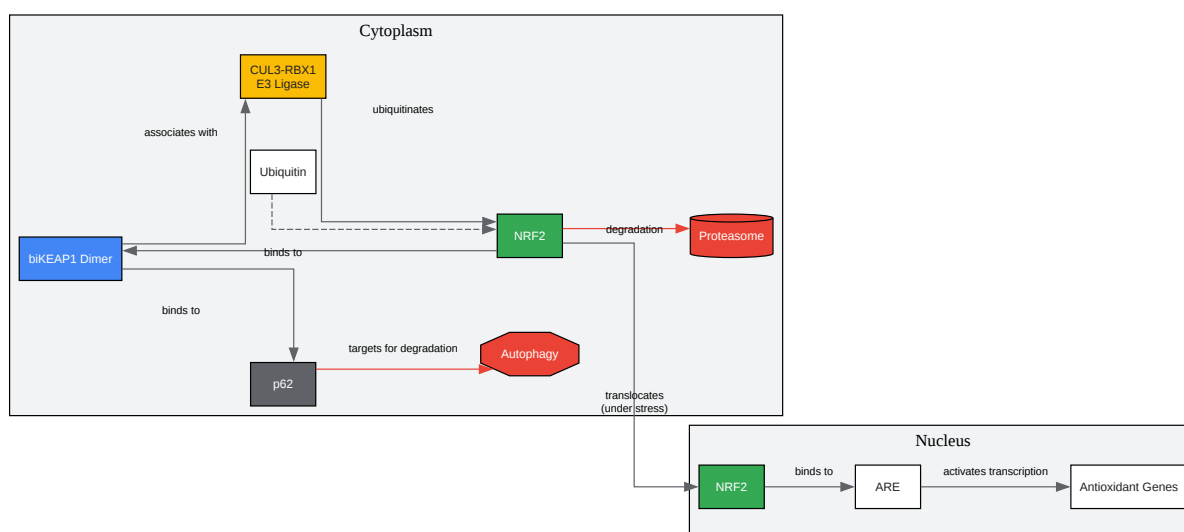 Cytoplasm
CUL3-RBX1
E3 Ligase
ubiquitinates
associates with
Ubiquitin
NRF2
degradation
Proteasome
biKEAP1 Dimer
binds to
binds to
targets for degradation
Autophagy
p62
translocates
(under stress)
Nucleus
NRF2
binds to
ARE
activates transcription
Antioxidant Genes